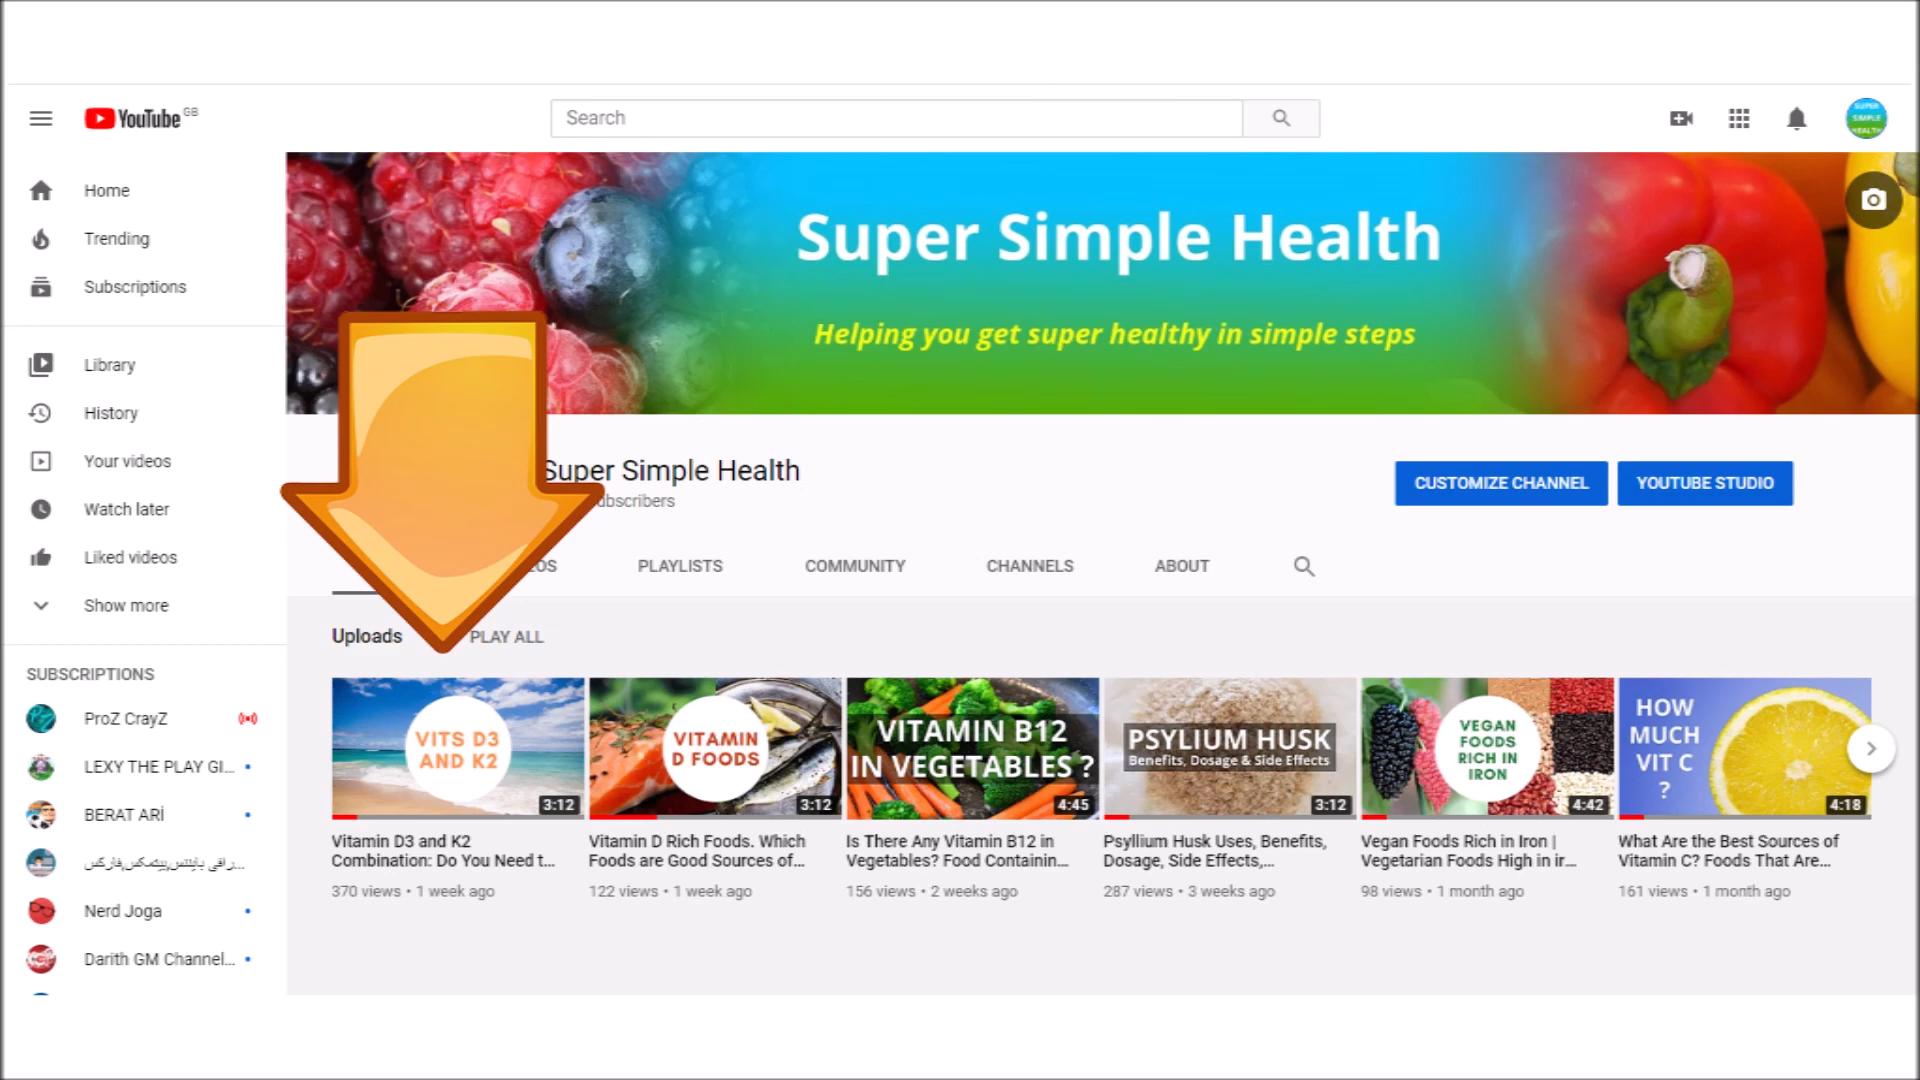 YouTube GB
Search
SUPER SIMPLE HEALTH
Home
Trending
Subscriptions
Library
History
Your videos
Watch later
Liked videos
Show more
SUBSCRIPTIONS
ProZ CrayZ
LEXY THE PLAY GI...
BERAT ARİ
Nerd Joga
Darith GM Channel...
Super Simple Health
Helping you get super healthy in simple steps
Super Simple Health
CUSTOMIZE CHANNEL
YOUTUBE STUDIO
PLAYLISTS
COMMUNITY
CHANNELS
ABOUT
Uploads
PLAY ALL
VITS D3
AND K2
3:12
Vitamin D3 and K2
Combination: Do You Need t...
370 views • 1 week ago
VITAMIN
D FOODS
3:12
Vitamin D Rich Foods. Which
Foods are Good Sources of...
122 views • 1 week ago
VITAMIN B12
IN VEGETABLES ?
4:45
Is There Any Vitamin B12 in
Vegetables? Food Containin...
156 views • 2 weeks ago
PSYLIUM HUSK
Benefits, Dosage & Side Effects
3:12
Psyllium Husk Uses, Benefits,
Dosage, Side Effects,...
287 views • 3 weeks ago
VEGAN
FOODS
RICH IN
IRON
4:42
Vegan Foods Rich in Iron |
Vegetarian Foods High in ir...
98 views • 1 month ago
HOW
MUCH
VIT C
?
4:18
What Are the Best Sources of
Vitamin C? Foods That Are...
161 views • 1 month ago